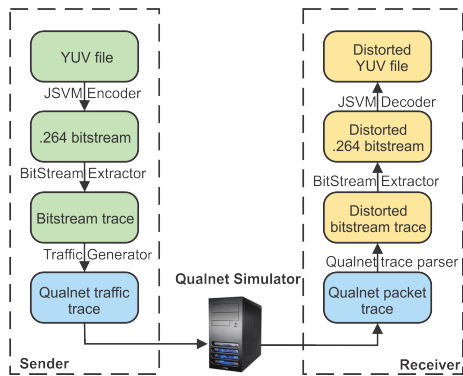 YUV file
JSVM Encoder
.264 bitstream
BitStream Extractor
Bitstream trace
Traffic Generator
Qualnet traffic
trace
Sender
Qualnet Simulator
Distorted
YUV file
JSVM Decoder
Distorted
.264 bitstream
BitStream Extractor
Distorted
bitstream trace
Qualnet trace parser
Qualnet packet
trace
Receiver